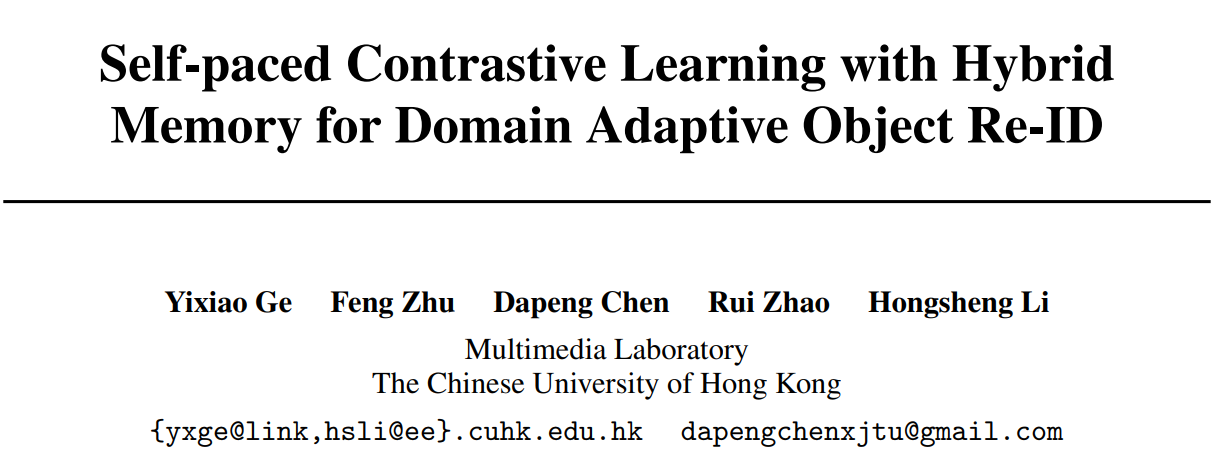 Self-paced Contrastive Learning with Hybrid
Memory for Domain Adaptive Object Re-ID
Yixiao Ge Feng Zhu Dapeng Chen Rui Zhao Hongsheng Li
Multimedia Laboratory
The Chinese University of Hong Kong
{yxge@link,hsli@ee}.cuhk.edu.hk dapengchenxjtu@gmail.com